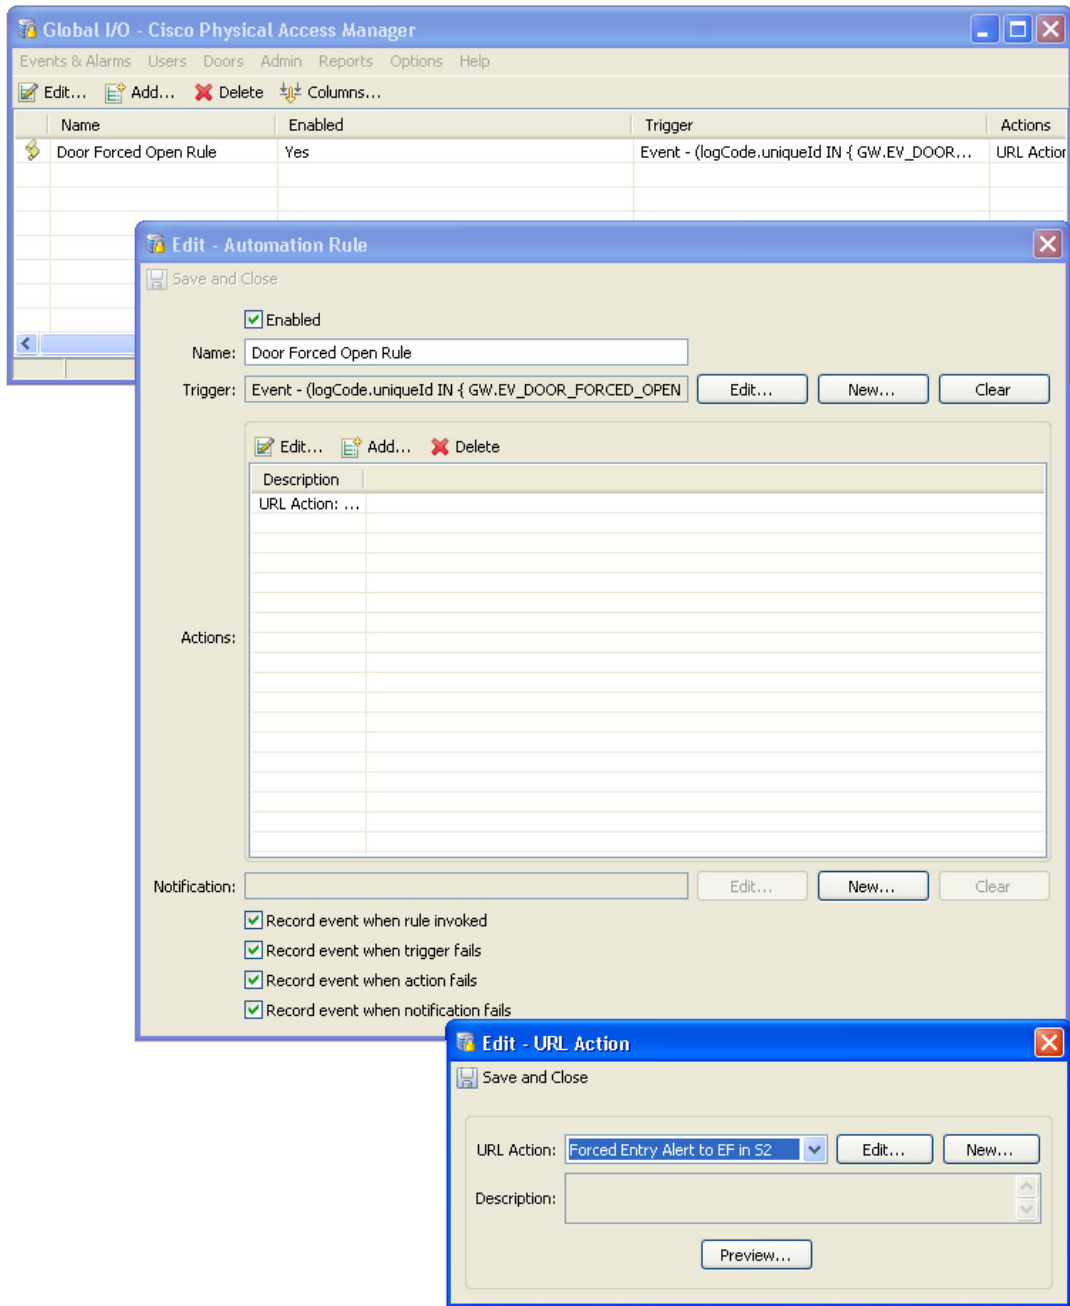 Global I/O - Cisco Physical Access Manager
Events & Alarms Users Doors Admin Reports Options Help
Edit... Add... Delete Columns...
Name Enabled Trigger Actions
Door Forced Open Rule Yes Event - (logCode.uniqueId IN { GW.EV_DOOR... URL Action
Edit - Automation Rule
Save and Close
Enabled
Name: Door Forced Open Rule
Trigger: Event - (logCode.uniqueId IN { GW.EV_DOOR_FORCED_OPEN Edit... New... Clear
Edit... Add... Delete
Description
URL Action: ...
Actions:
Notification: Edit... New... Clear
Record event when rule invoked
Record event when trigger fails
Record event when action fails
Record event when notification fails
Edit - URL Action
Save and Close
URL Action: Forced Entry Alert to EF in S2 Edit... New...
Description:
Preview...